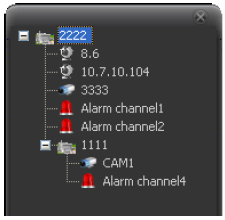 2222
8.6
10.7.10.104
3333
Alarm channel1
Alarm channel2
1111
CAM1
Alarm channel4